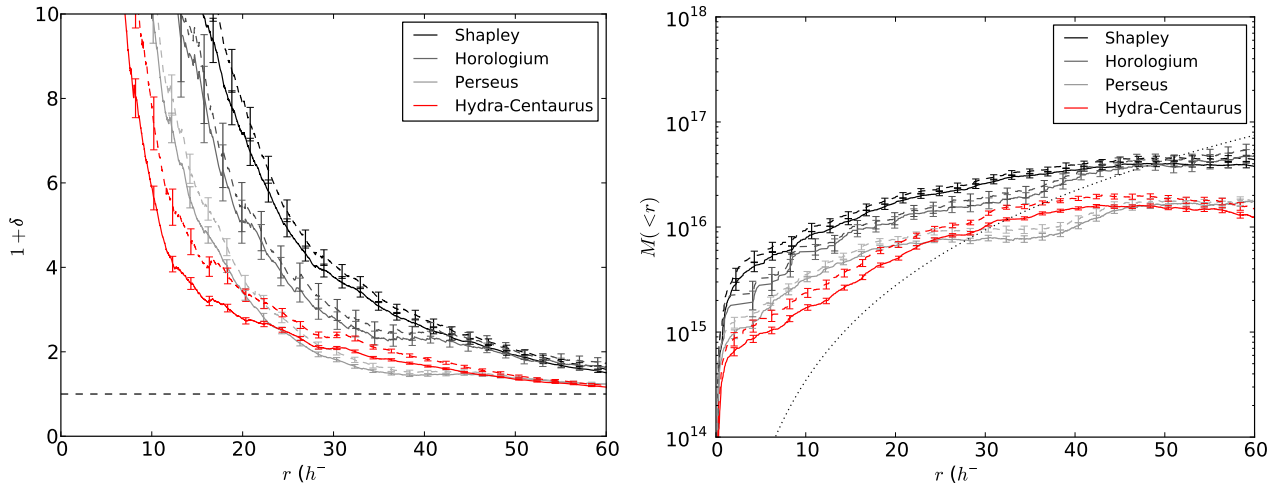 10
8
6
4
2
0
0 10 20 30 40 50 60
1 + δ
r (h⁻
Shapley
Horologium
Perseus
Hydra-Centaurus
10¹⁸
10¹⁷
10¹⁶
10¹⁵
10¹⁴
0 10 20 30 40 50 60
M(<r)
r (h⁻
Shapley
Horologium
Perseus
Hydra-Centaurus